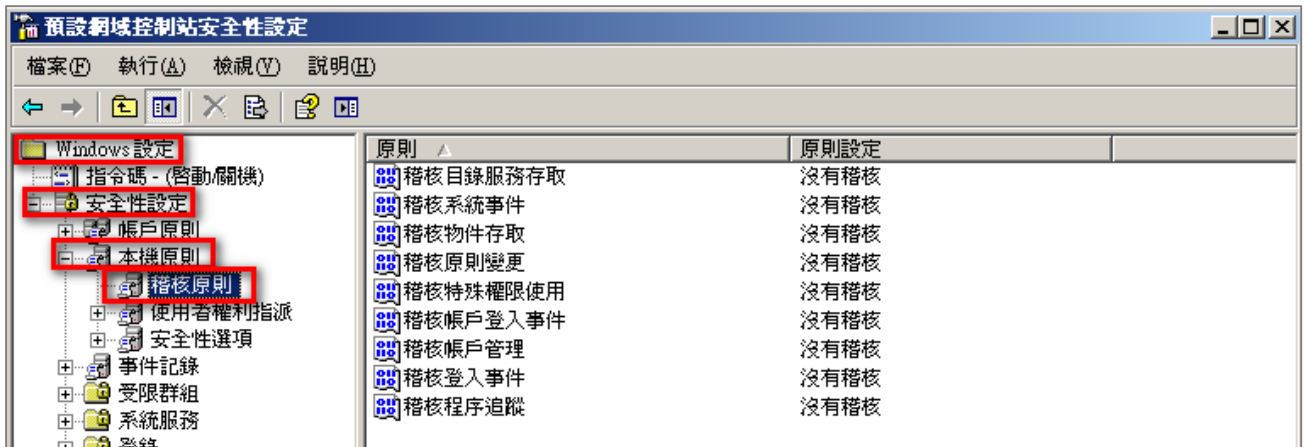 預設網域控制站安全性設定
檔案(F) 執行(A) 檢視(V) 說明(H)
Windows 設定
指令碼 - (啓動/關機)
安全性設定
帳戶原則
本機原則
稽核原則
使用者權利指派
安全性選項
事件記錄
受限群組
系統服務
登錄
原則 原則設定
稽核目錄服務存取 沒有稽核
稽核系統事件 沒有稽核
稽核物件存取 沒有稽核
稽核原則變更 沒有稽核
稽核特殊權限使用 沒有稽核
稽核帳戶登入事件 沒有稽核
稽核帳戶管理 沒有稽核
稽核登入事件 沒有稽核
稽核程序追蹤 沒有稽核